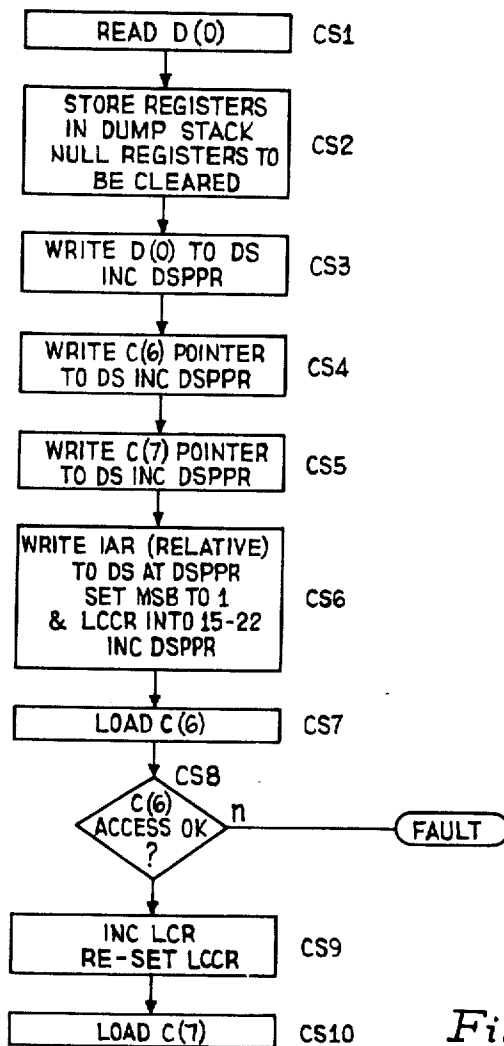 READ D(0)
CS1
STORE REGISTERS
IN DUMP STACK
NULL REGISTERS TO
BE CLEARED
CS2
WRITE D(0) TO DS
INC DSPPR
CS3
WRITE C(6) POINTER
TO DS INC DSPPR
CS4
WRITE C(7) POINTER
TO DS INC DSPPR
CS5
WRITE IAR (RELATIVE)
TO DS AT DSPPR
SET MSB TO 1
& LCCR INTO 15-22
INC DSPPR
CS6
LOAD C(6)
CS7
CS8
C(6)
ACCESS OK
?
n
FAULT
INC LCR
RE-SET LCCR
CS9
LOAD C(7)
CS10